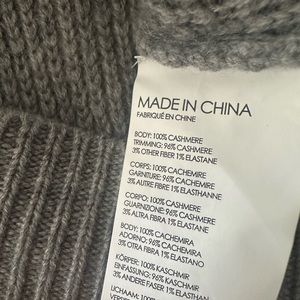 MADE IN CHINA
FABRIQUÉ EN CHINE
BODY: 100% CASHMERE
TRIMMING: 96% CASHMERE
3% OTHER FIBER 1% ELASTANE
CORPS: 100% CACHEMIRE
GARNITURE: 96% CACHEMIRE
3% AUTRE FIBRE 1% ELASTHANNE
CORPO: 100% CASHMERE
GUARNIZIONE: 96% CASHMERE
3% ALTRA FIBRA 1% ELASTAN
BODY: 100% CACHEMIRA
ADORNO: 96% CACHEMIRA
3% OTRA FIBRA 1% ELASTANO
KÖRPER: 100% KASCHMIR
EINFASSUNG: 96% KASCHMIR
3% ANDERE FASER 1% ELASTHAN
LICHAAM: 100%